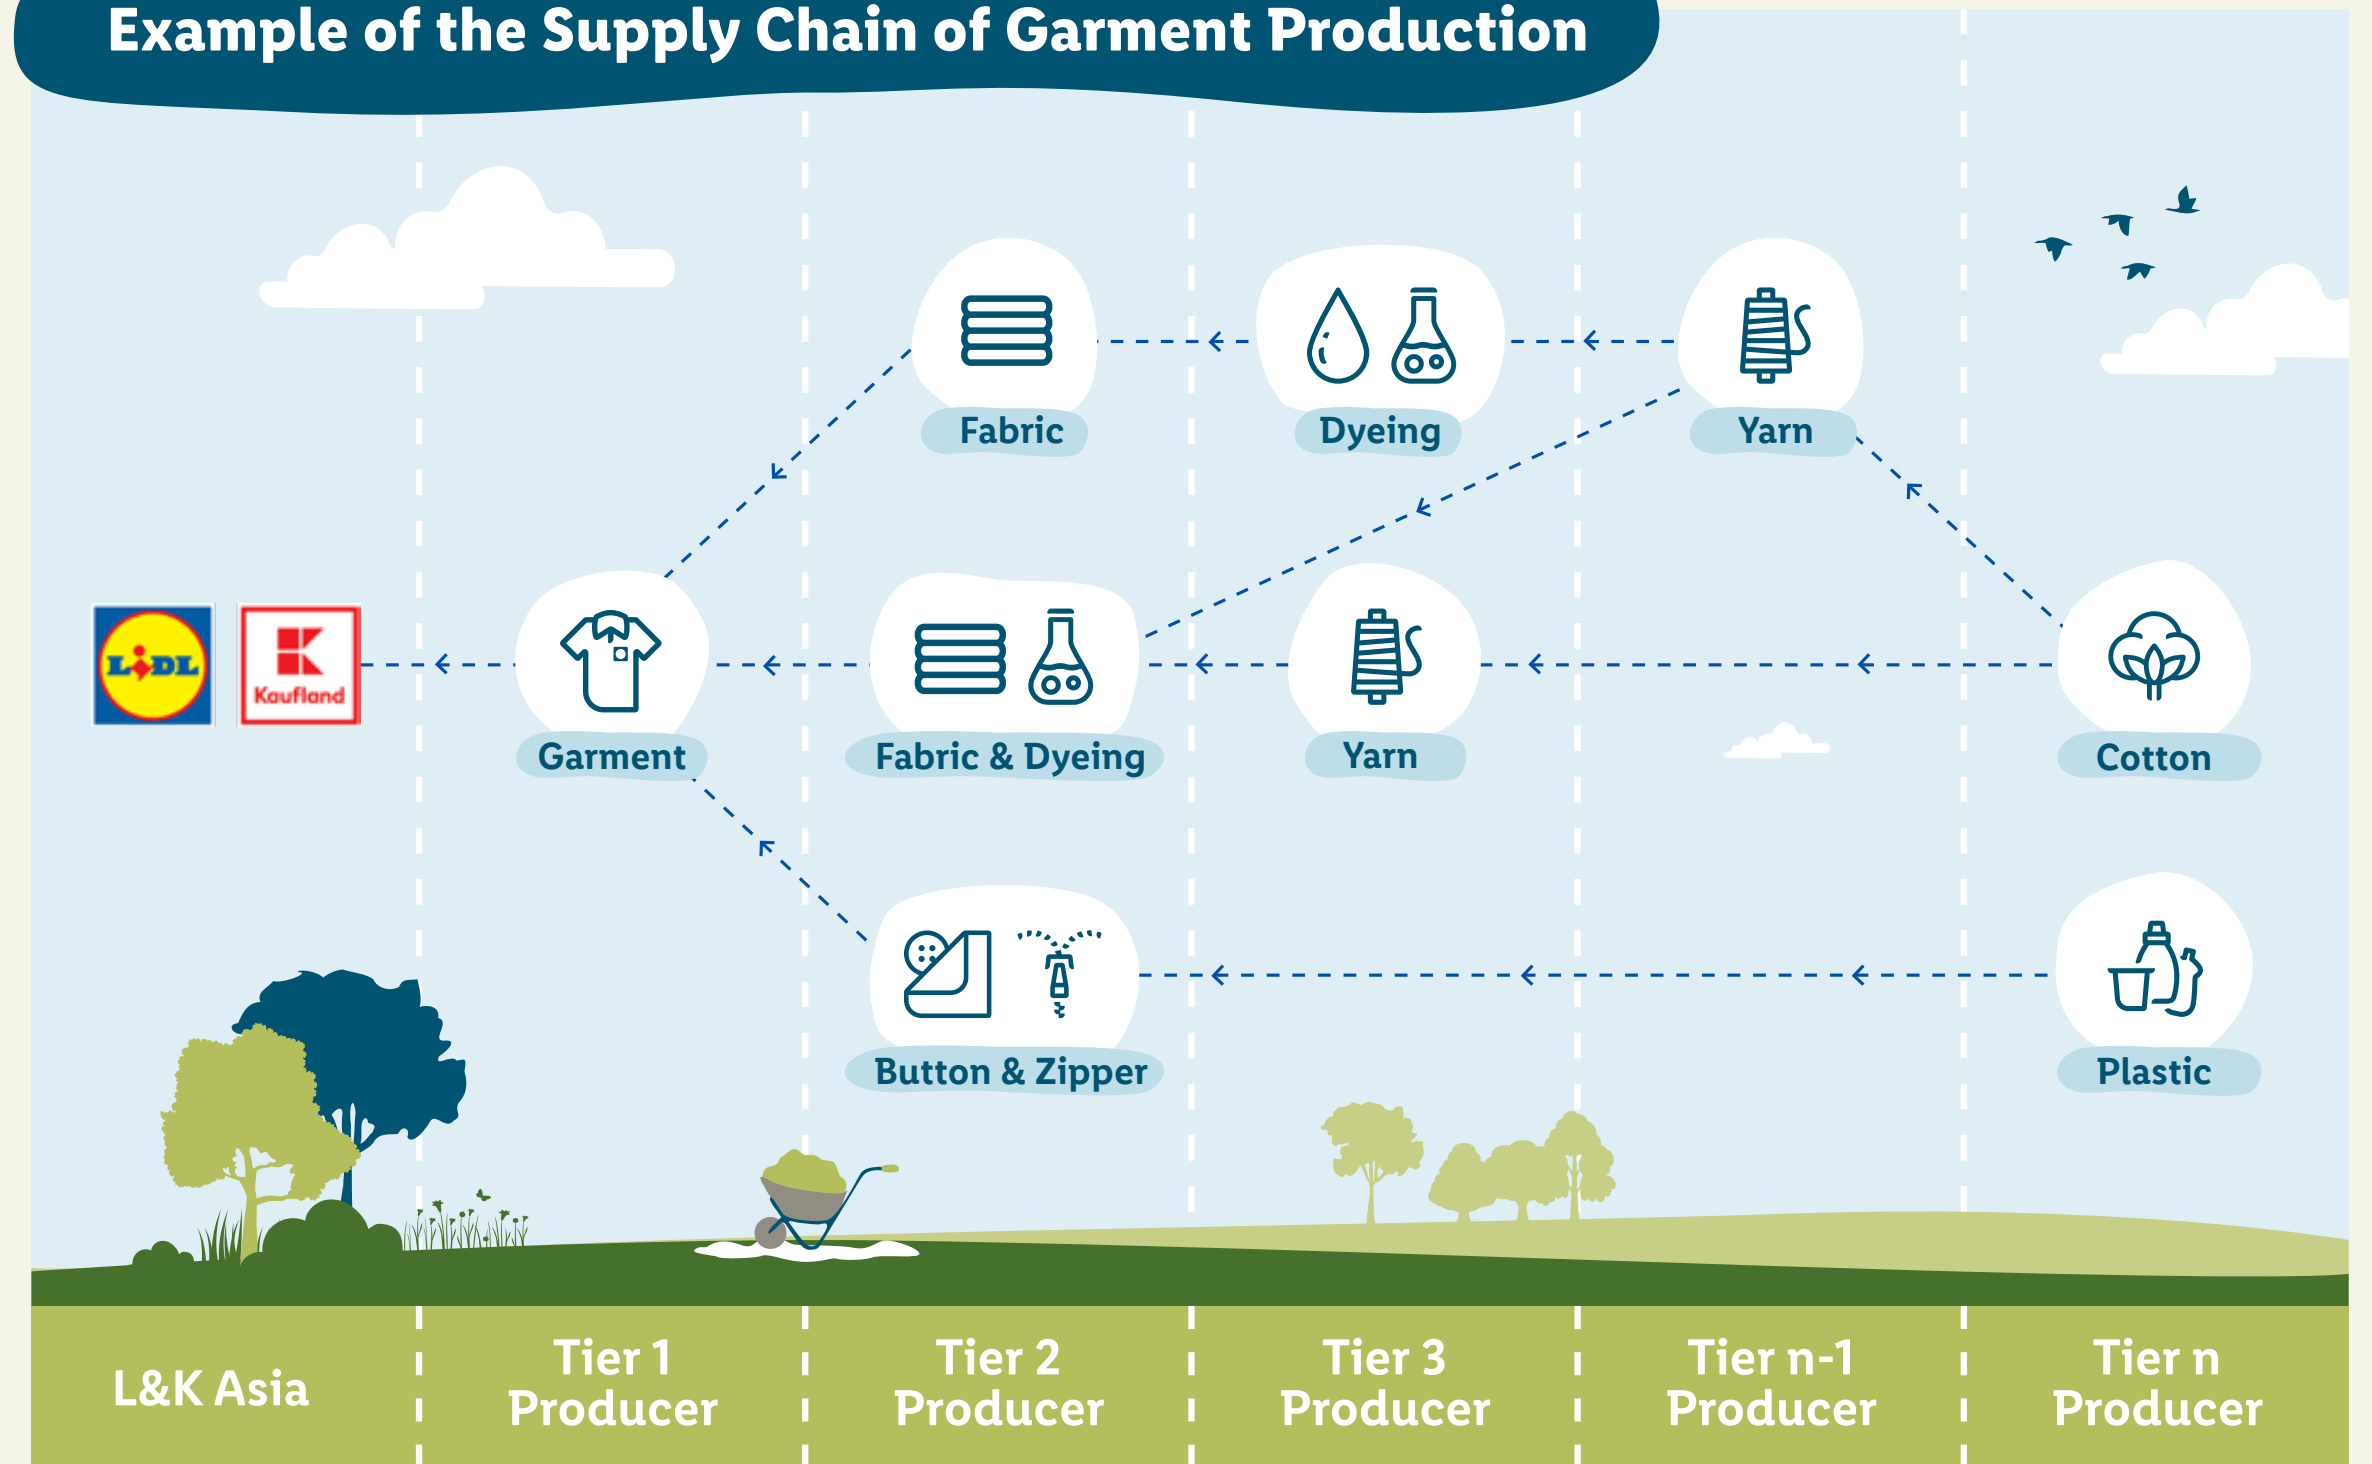 Example of the Supply Chain of Garment Production
Fabric
Dyeing
Yarn
LiDL
Kaufland
Garment
Fabric & Dyeing
Yarn
Cotton
Button & Zipper
Plastic
L&K Asia
Tier 1
Producer
Tier 2
Producer
Tier 3
Producer
Tier n-1
Producer
Tier n
Producer